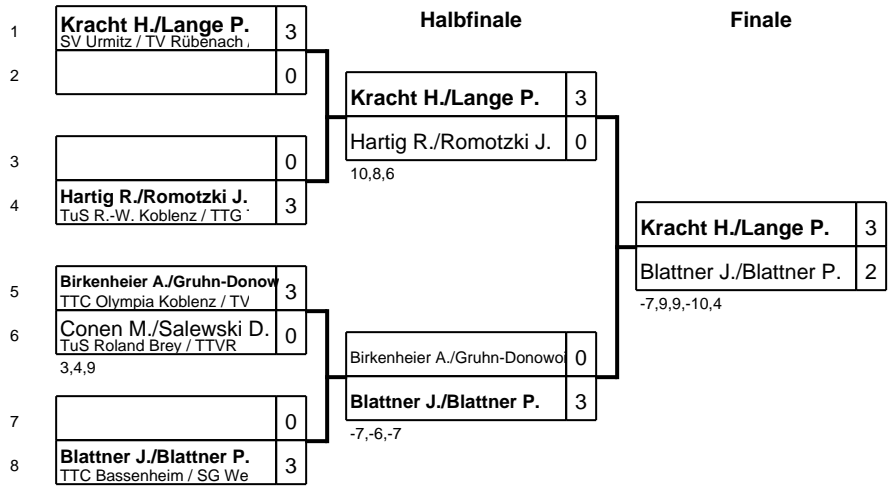 Halbfinale
Finale
1 Kracht H./Lange P. 3
SV Urmitz / TV Rübenach /
2 0
3 0
4 Hartig R./Romotzki J. 3
TuS R.-W. Koblenz / TTG
5 Birkenheier A./Gruhn-Donow 3
TTC Olympia Koblenz / TV
6 Conen M./Salewski D. 0
TuS Roland Brey / TTVR
3,4,9
7 0
8 Blattner J./Blattner P. 3
TTC Bassenheim / SG We
Kracht H./Lange P. 3
Hartig R./Romotzki J. 0
10,8,6
Birkenheier A./Gruhn-Donowoi 0
Blattner J./Blattner P. 3
-7,-6,-7
Kracht H./Lange P. 3
Blattner J./Blattner P. 2
-7,9,9,-10,4